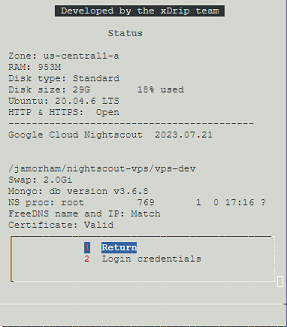 Developed by the xDrip team
Status
Zone: us-central1-a
RAM: 953M
Disk type: Standard
Disk size: 29G 18% used
Ubuntu: 20.04.6 LTS
HTTP & HTTPS: Open
-----------------------------------------
Google Cloud Nightscout 2023.07.21
/jamorham/nightscout-vps/vps-dev
Swap: 2.0Gi
Mongo: db version v3.6.8
NS proc: root 769 1 0 17:16 ?
FreeDNS name and IP: Match
Certificate: Valid
1 Return
2 Login credentials